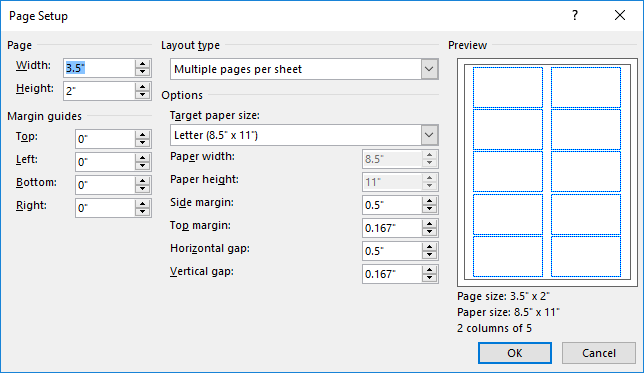 Page Setup
?
Page
Width: 3.5"
Height: 2"
Margin guides
Top: 0"
Left: 0"
Bottom: 0"
Right: 0"
Layout type
Multiple pages per sheet
Options
Target paper size:
Letter (8.5" x 11")
Paper width: 8.5"
Paper height: 11"
Side margin: 0.5"
Top margin: 0.167"
Horizontal gap: 0.5"
Vertical gap: 0.167"
Preview
Page size: 3.5" x 2"
Paper size: 8.5" x 11"
2 columns of 5
OK
Cancel